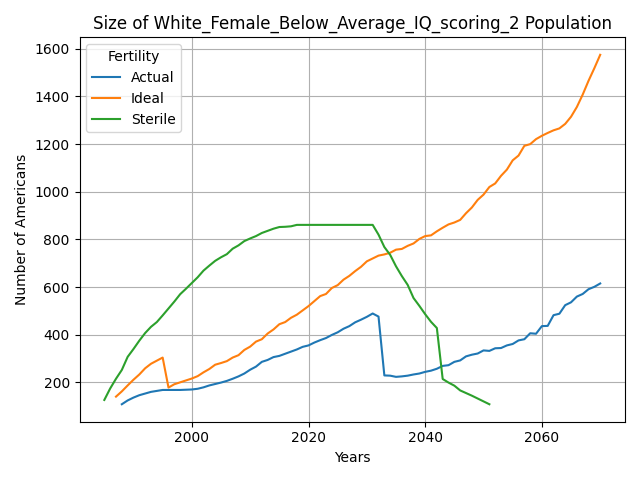 Size of White_Female_Below_Average_IQ_scoring_2 Population
Fertility
Actual
Ideal
Sterile
Number of Americans
1600
1400
1200
1000
800
600
400
200
2000 2020 2040 2060
Years